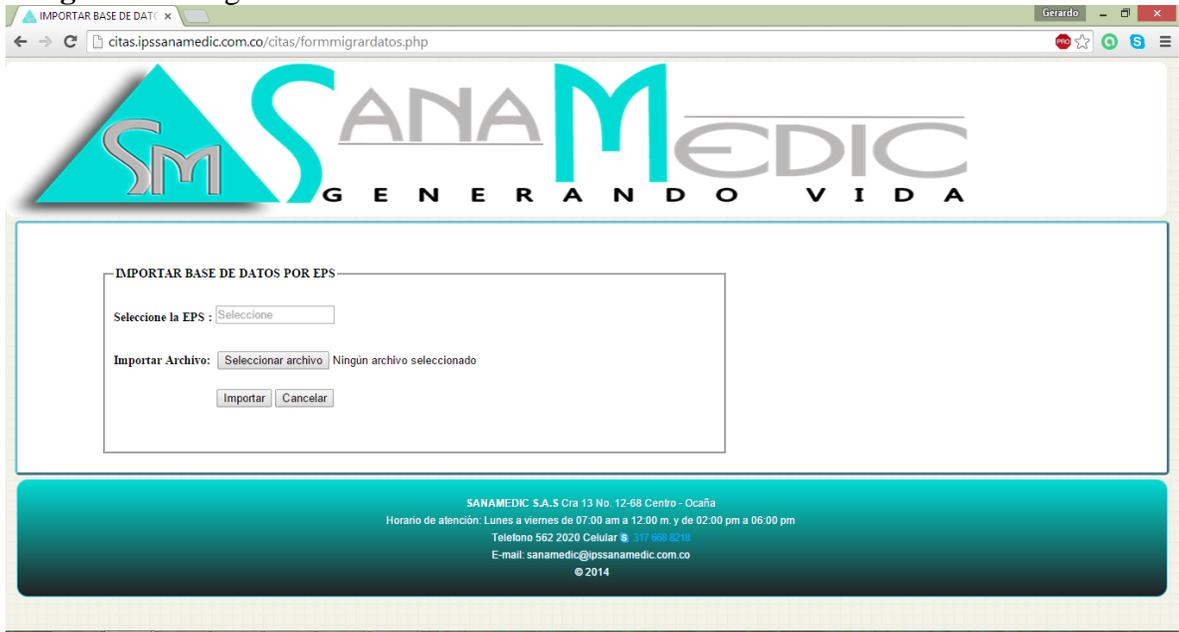 IMPORTAR BASE DE DATO
Gerardo
citas.ipssanamedic.com.co/citas/formmigrardatos.php
PRO
S
SM SANAMEDIC
GENERANDO VIDA
IMPORTAR BASE DE DATOS POR EPS
Seleccione la EPS : Seleccione
Importar Archivo: Seleccionar archivo Ningún archivo seleccionado
Importar Cancelar
SANAMEDIC S.A.S Cra 13 No. 12-68 Centro - Ocaña
Horario de atención: Lunes a viernes de 07:00 am a 12:00 m. y de 02:00 pm a 06:00 pm
Telefono 562 2020 Celular S 317 668 8218
E-mail: sanamedic@ipssanamedic.com.co
© 2014